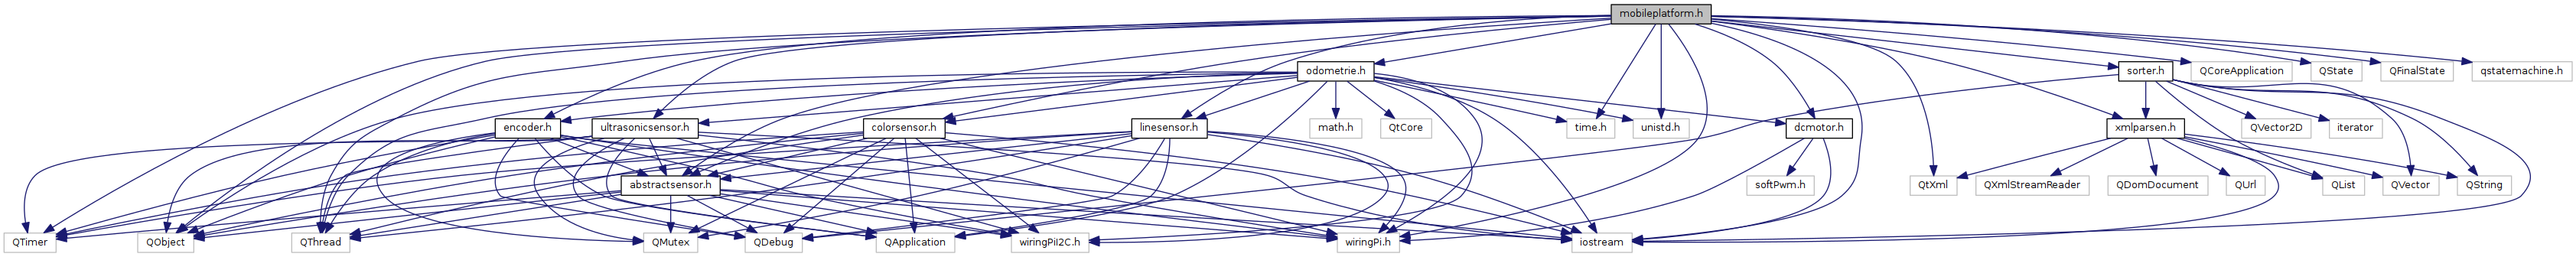 mobileplatform.h
odometrie.h
sorter.h
QCoreApplication
QState
QFinalState
qstatemachine.h
encoder.h
ultrasonicsensor.h
colorsensor.h
linesensor.h
math.h
QtCore
time.h
unistd.h
dcmotor.h
xmlparsen.h
QVector2D
iterator
abstractsensor.h
softPwm.h
QtXml
QXmlStreamReader
QDomDocument
QUrl
QList
QVector
QString
QTimer
QObject
QThread
QMutex
QDebug
QApplication
wiringPiI2C.h
wiringPi.h
iostream